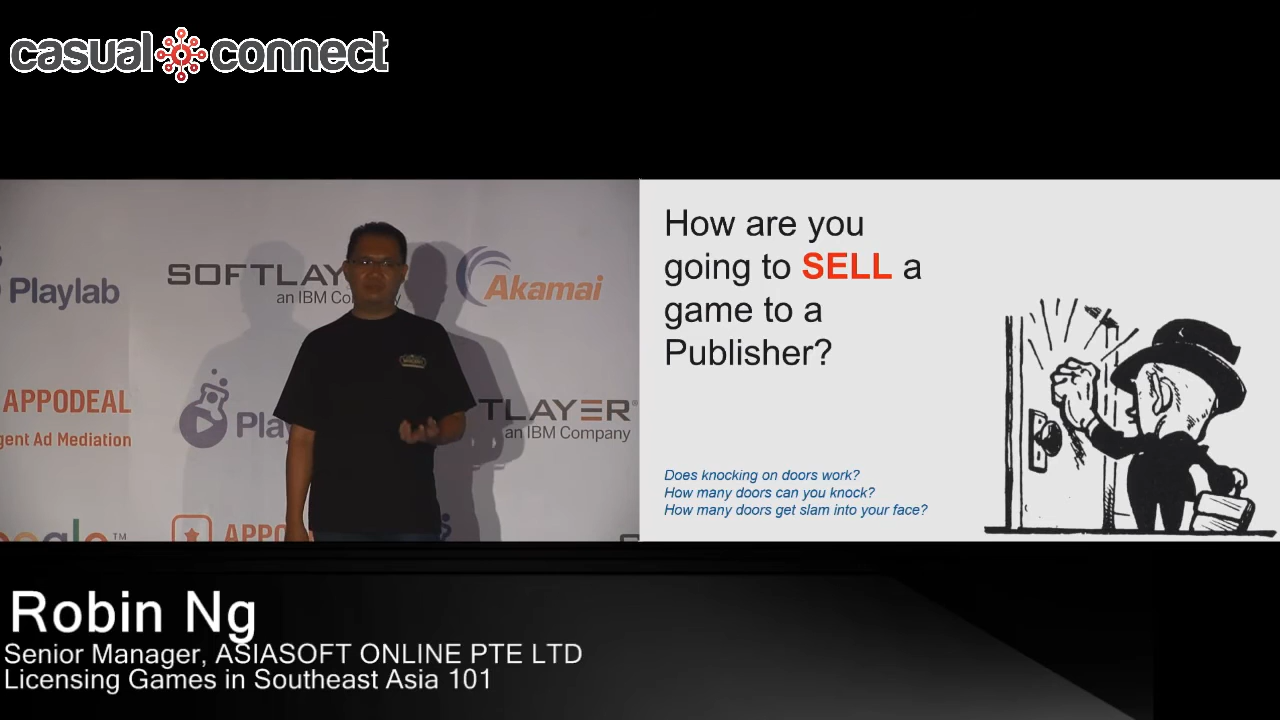 casual connect
Playlab
SOFTLAY
an IBM Co
y
Akamai
APPODEAL
gent Ad Mediation
Play
TLAYER®
an IBM Company
ogle™
APPO
How are you
going to SELL a
game to a
Publisher?
Does knocking on doors work?
How many doors can you knock?
How many doors get slam into your face?
Robin Ng
Senior Manager, ASIASOFT ONLINE PTE LTD
Licensing Games in Southeast Asia 101